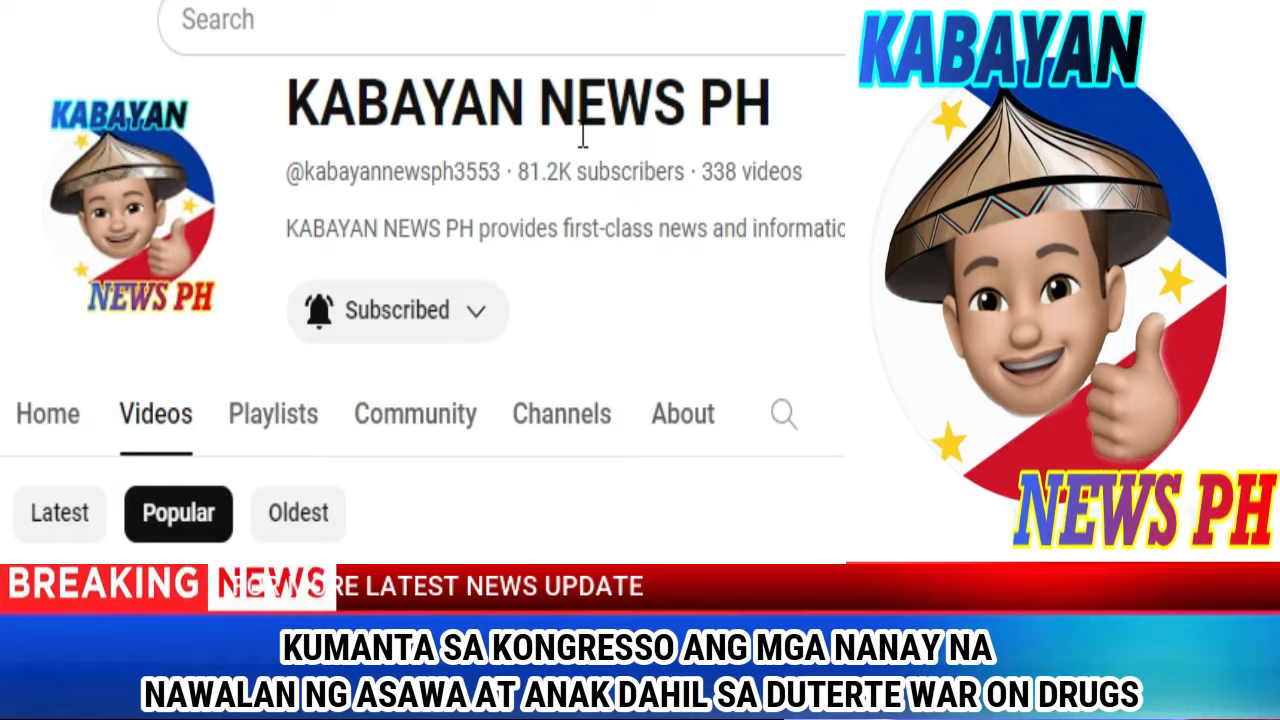 Search
KABAYAN
NEWS PH
KABAYAN NEWS PH
@kabayannewsph3553 · 81.2K subscribers · 338 videos
KABAYAN NEWS PH provides first-class news and informatio
Subscribed
Home Videos Playlists Community Channels About
Latest Popular Oldest
KABAYAN
NEWS PH
BREAKING NEWS FOR MORE LATEST NEWS UPDATE
KUMANTA SA KONGRESSO ANG MGA NANAY NA
NAWALAN NG ASAWA AT ANAK DAHIL SA DUTERTE WAR ON DRUGS